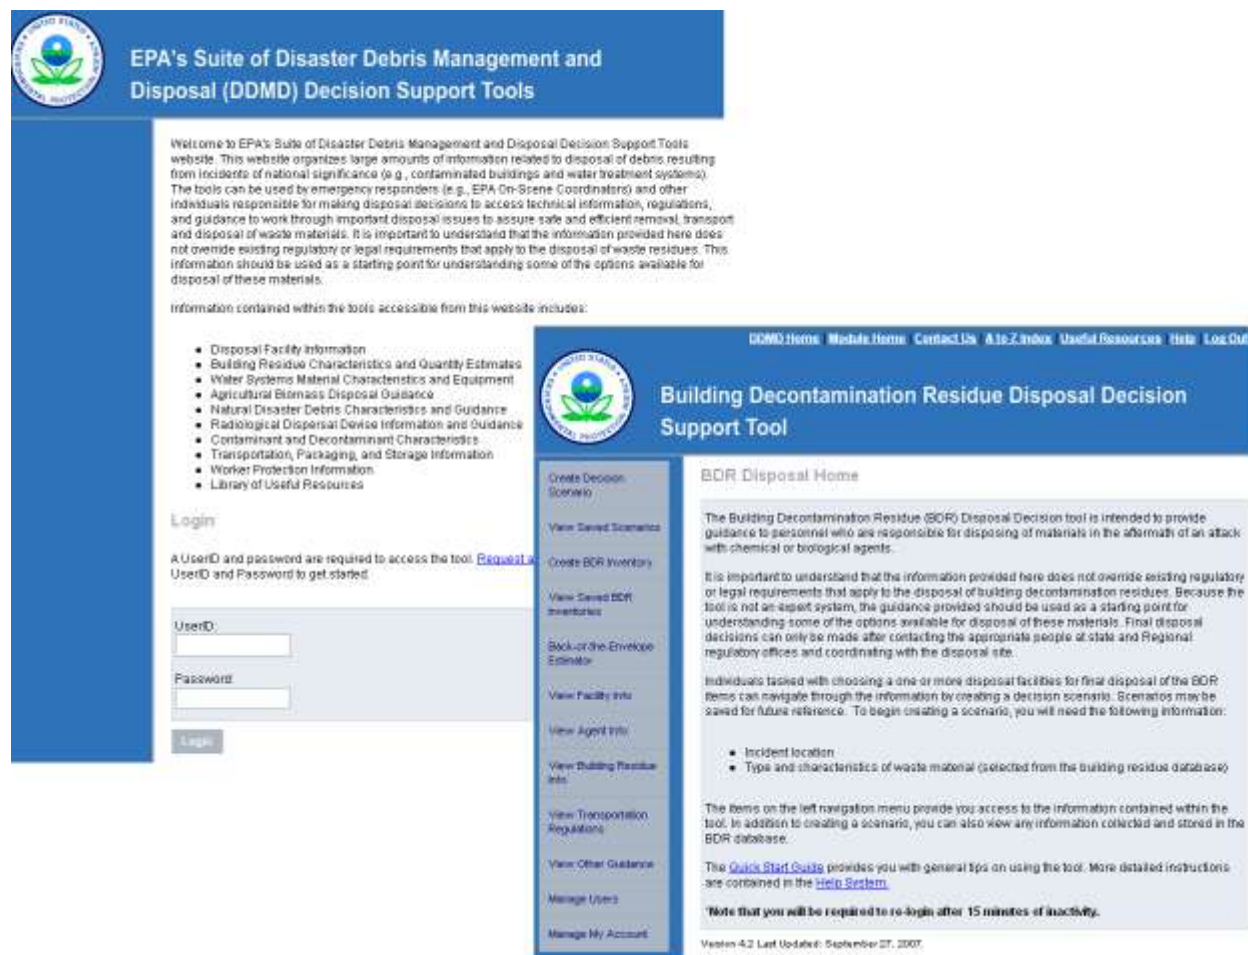 EPA's Suite of Disaster Debris Management and
Disposal (DDMD) Decision Support Tools
Welcome to EPA's Suite of Disaster Debris Management and Disposal Decision Support Tools
website. This website organizes large amounts of information related to disposal of debris resulting
from incidents of national significance (e.g., contaminated buildings and water treatment systems).
The tools can be used by emergency responders (e.g., EPA On-Scene Coordinators) and other
individuals responsible for making disposal decisions to access technical information, regulations,
and guidance to work through important disposal issues to assure safe and efficient removal, transport
and disposal of waste materials. It is important to understand that the information provided here does
not override existing regulatory or legal requirements that apply to the disposal of waste residues. This
information should be used as a starting point for understanding some of the options available for
disposal of these materials.
Information contained within the tools accessible from this website includes:
• Disposal Facility Information
• Building Residue Characteristics and Quantity Estimates
• Water Systems Material Characteristics and Equipment
• Agricultural Biomass Disposal Guidance
• Natural Disaster Debris Characteristics and Guidance
• Radiological Dispersal Devise Information and Guidance
• Contaminant and Decontaminant Characteristics
• Transportation, Packaging, and Storage Information
• Worker Protection Information
• Library of Useful Resources
Login
A UserID and password are required to access the tool. Request a
UserID and Password to get started.
UserID:
Password:
Login
DDMD Home | Module Home | Contact Us | A to Z Index | Useful Resources | Help | Log Out
UNITED STATES
Building Decontamination Residue Disposal Decision
Support Tool
Create Decision
Scenario
View Saved Scenarios
Create BDR Inventory
View Saved BDR
Inventories
Back-of-the-Envelope
Estimator
View Facility Info
View Agent Info
View Building Residue
Info
View Transportation
Regulations
View Other Guidance
Manage Users
Manage My Account
BDR Disposal Home
The Building Decontamination Residue (BDR) Disposal Decision tool is intended to provide
guidance to personnel who are responsible for disposing of materials in the aftermath of an attack
with chemical or biological agents.
It is important to understand that the information provided here does not override existing regulatory
or legal requirements that apply to the disposal of building decontamination residues. Because the
tool is not an expert system, the guidance provided should be used as a starting point for
understanding some of the options available for disposal of these materials. Final disposal
decisions can only be made after contacting the appropriate people at state and Regional
regulatory offices and coordinating with the disposal site.
Individuals tasked with choosing a one or more disposal facilities for final disposal of the BDR
items can navigate through the information by creating a decision scenario. Scenarios may be
saved for future reference. To begin creating a scenario, you will need the following information:
• Incident location
• Type and characteristics of waste material (selected from the building residue database)
The items on the left navigation menu provide you access to the information contained within the
tool. In addition to creating a scenario, you can also view any information collected and stored in the
BDR database.
The Quick Start Guide provides you with general tips on using the tool. More detailed instructions
are contained in the Help System.
*Note that you will be required to re-login after 15 minutes of inactivity.
Version 4.2 Last Updated: September 27, 2007.